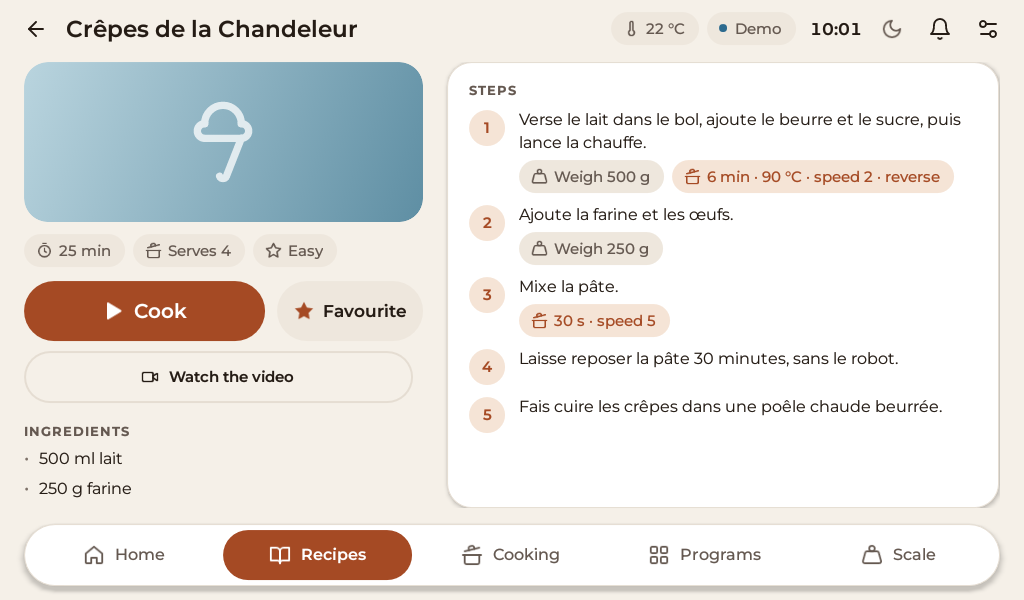 Crêpes de la Chandeleur
22 °C
Demo
10:01
25 min
Serves 4
Easy
Cook
Favourite
Watch the video
INGREDIENTS
• 500 ml lait
• 250 g farine
STEPS
1
Verse le lait dans le bol, ajoute le beurre et le sucre, puis
lance la chauffe.
Weigh 500 g
6 min · 90 °C · speed 2 · reverse
2
Ajoute la farine et les œufs.
Weigh 250 g
3
Mixe la pâte.
30 s · speed 5
4
Laisse reposer la pâte 30 minutes, sans le robot.
5
Fais cuire les crêpes dans une poêle chaude beurrée.
Home
Recipes
Cooking
Programs
Scale